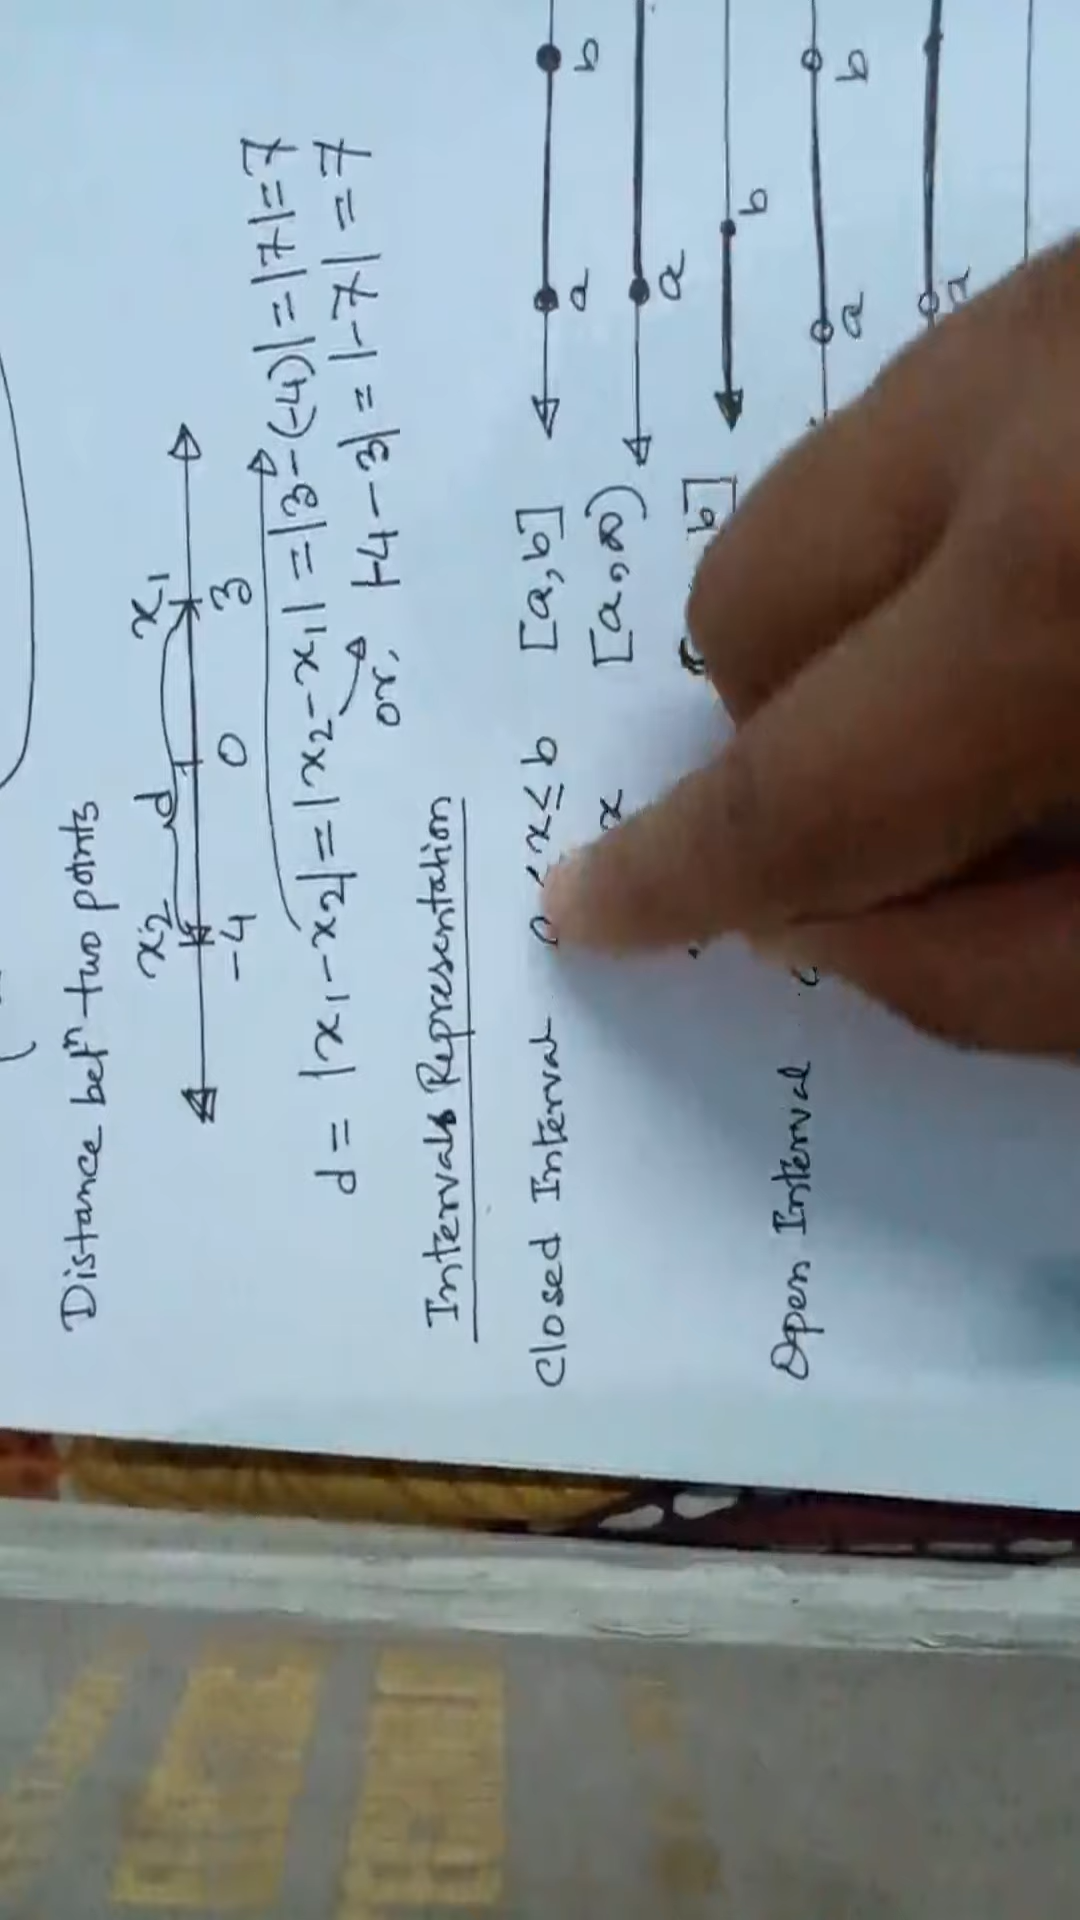 Distance betⁿ two points
x₂ d x₁
-4 0 3
d = |x₁-x₂| = |x₂-x₁| = |3-(-4)| = |7| = 7
or, |-4-3| = |-7| = 7
Intervals Representation
Closed Interval x ≤ b [a,b] a b
x [a,∞) a
b] b
Open Interval a b
a